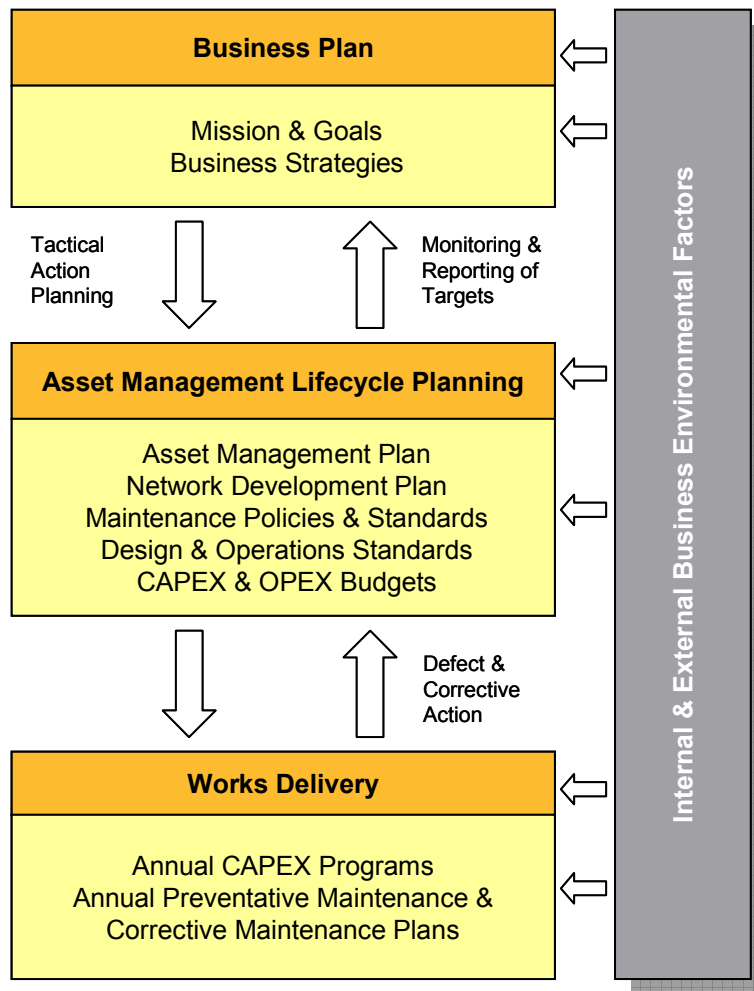 Business Plan
Mission & Goals
Business Strategies
Tactical
Action
Planning
Monitoring &
Reporting of
Targets
Asset Management Lifecycle Planning
Asset Management Plan
Network Development Plan
Maintenance Policies & Standards
Design & Operations Standards
CAPEX & OPEX Budgets
Defect &
Corrective
Action
Works Delivery
Annual CAPEX Programs
Annual Preventative Maintenance &
Corrective Maintenance Plans
Internal & External Business Environmental Factors